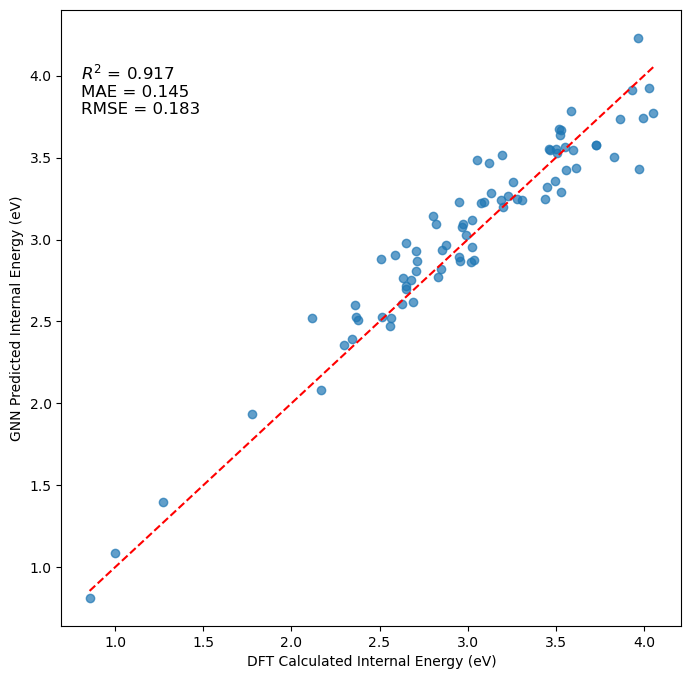 R² = 0.917
MAE = 0.145
RMSE = 0.183
4.0
3.5
3.0
2.5
2.0
1.5
1.0
GNN Predicted Internal Energy (eV)
1.0 1.5 2.0 2.5 3.0 3.5 4.0
DFT Calculated Internal Energy (eV)